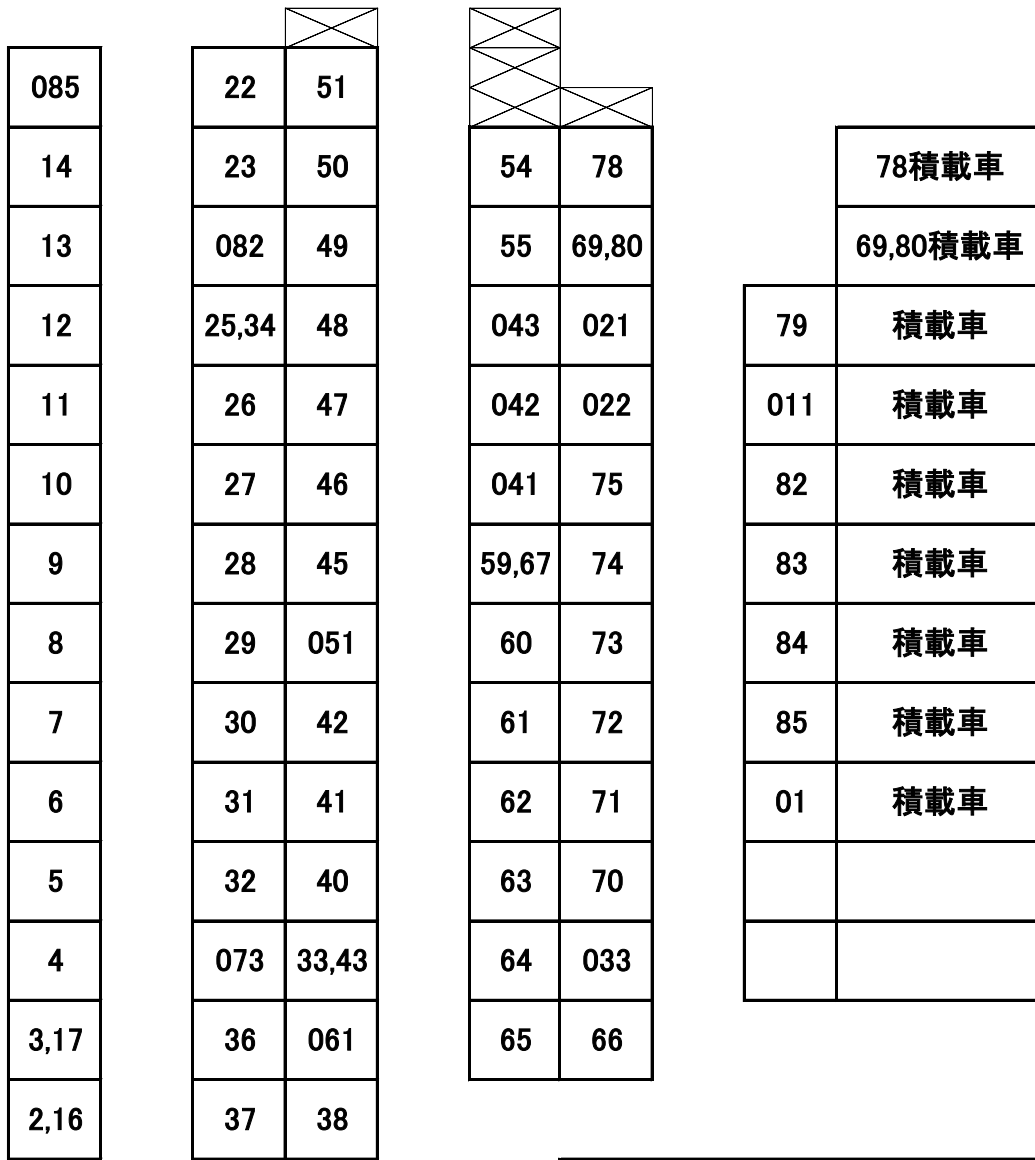 085 22 51
14 23 50 54 78 78積載車
13 082 49 55 69,80 69,80積載車
12 25,34 48 043 021 79 積載車
11 26 47 042 022 011 積載車
10 27 46 041 75 82 積載車
9 28 45 59,67 74 83 積載車
8 29 051 60 73 84 積載車
7 30 42 61 72 85 積載車
6 31 41 62 71 01 積載車
5 32 40 63 70
4 073 33,43 64 033
3,17 36 061 65 66
2,16 37 38